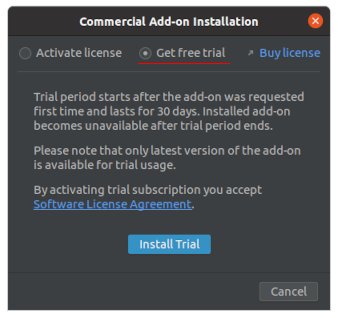 Commercial Add-on Installation
Activate license Get free trial Buy license
Trial period starts after the add-on was requested
first time and lasts for 30 days. Installed add-on
becomes unavailable after trial period ends.
Please note that only latest version of the add-on
is available for trial usage.
By activating trial subscription you accept
Software License Agreement.
Install Trial
Cancel